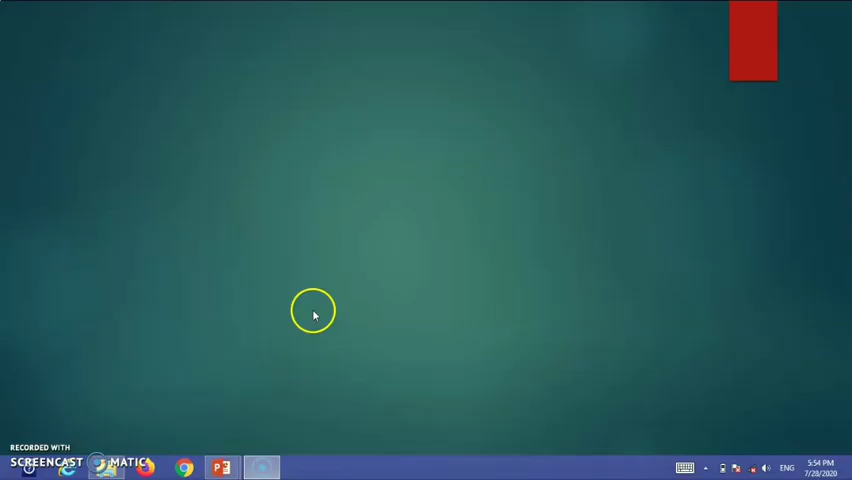 RECORDED WITH
SCREENCAST MATIC
ENG
5:54 PM
7/28/2020